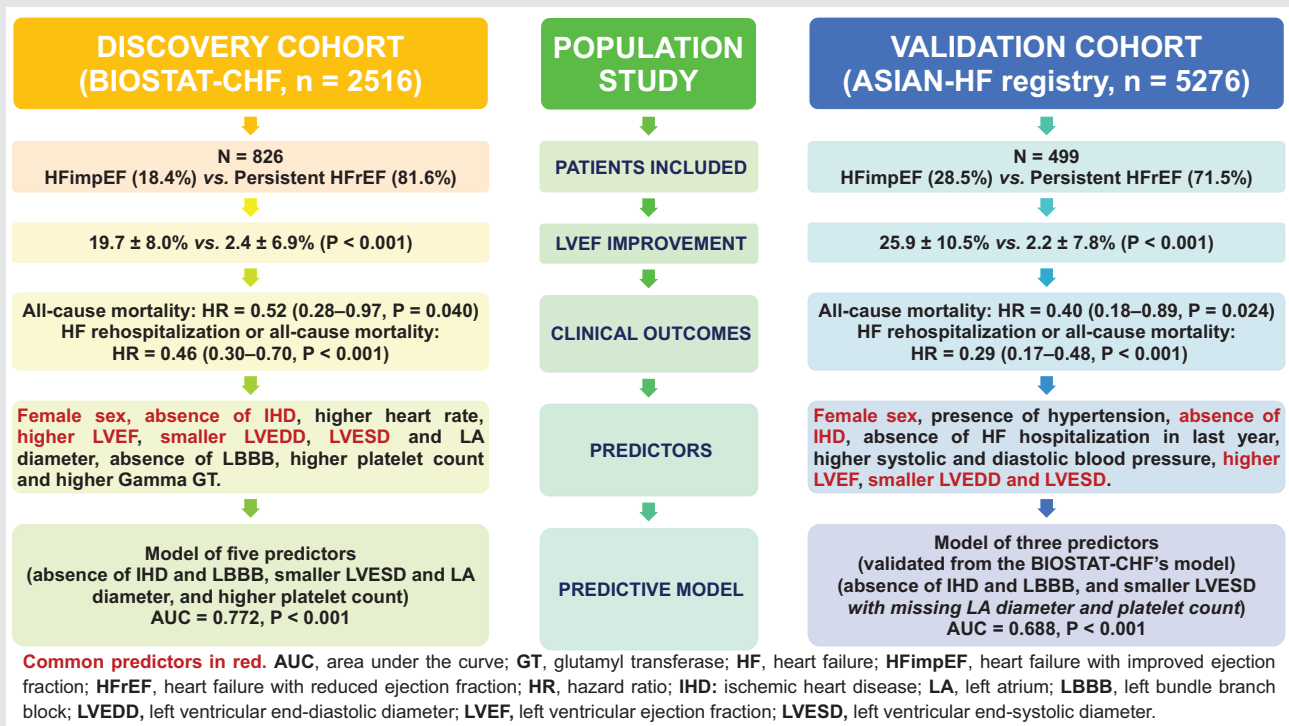 DISCOVERY COHORT
(BIOSTAT-CHF, n = 2516)
POPULATION
STUDY
VALIDATION COHORT
(ASIAN-HF registry, n = 5276)
N = 826
HFimpEF (18.4%) vs. Persistent HFrEF (81.6%)
PATIENTS INCLUDED
N = 499
HFimpEF (28.5%) vs. Persistent HFrEF (71.5%)
19.7 ± 8.0% vs. 2.4 ± 6.9% (P < 0.001)
LVEF IMPROVEMENT
25.9 ± 10.5% vs. 2.2 ± 7.8% (P < 0.001)
All-cause mortality: HR = 0.52 (0.28–0.97, P = 0.040)
HF rehospitalization or all-cause mortality:
HR = 0.46 (0.30–0.70, P < 0.001)
CLINICAL OUTCOMES
All-cause mortality: HR = 0.40 (0.18–0.89, P = 0.024)
HF rehospitalization or all-cause mortality:
HR = 0.29 (0.17–0.48, P < 0.001)
Female sex, absence of IHD, higher heart rate,
higher LVEF, smaller LVEDD, LVESD and LA
diameter, absence of LBBB, higher platelet count
and higher Gamma GT.
PREDICTORS
Female sex, presence of hypertension, absence of
IHD, absence of HF hospitalization in last year,
higher systolic and diastolic blood pressure, higher
LVEF, smaller LVEDD and LVESD.
Model of five predictors
(absence of IHD and LBBB, smaller LVESD and LA
diameter, and higher platelet count)
AUC = 0.772, P < 0.001
PREDICTIVE MODEL
Model of three predictors
(validated from the BIOSTAT-CHF's model)
(absence of IHD and LBBB, and smaller LVESD
with missing LA diameter and platelet count)
AUC = 0.688, P < 0.001
Common predictors in red. AUC, area under the curve; GT, glutamyl transferase; HF, heart failure; HFimpEF, heart failure with improved ejection
fraction; HFrEF, heart failure with reduced ejection fraction; HR, hazard ratio; IHD: ischemic heart disease; LA, left atrium; LBBB, left bundle branch
block; LVEDD, left ventricular end-diastolic diameter; LVEF, left ventricular ejection fraction; LVESD, left ventricular end-systolic diameter.